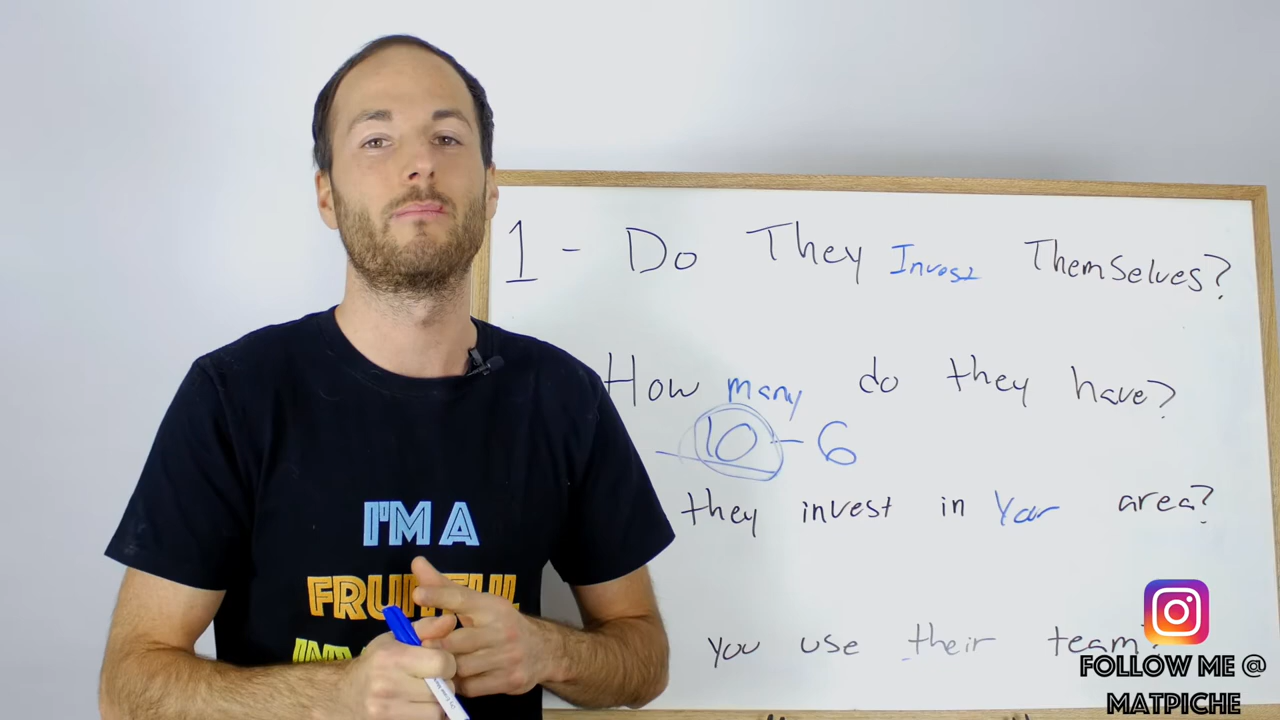 1 - Do They Invest Themselves?
How many do they have?
10 - 6
they invest in Your area?
you use their team?
I'M A
FRUITFUL
FOLLOW ME @
MATPICHE